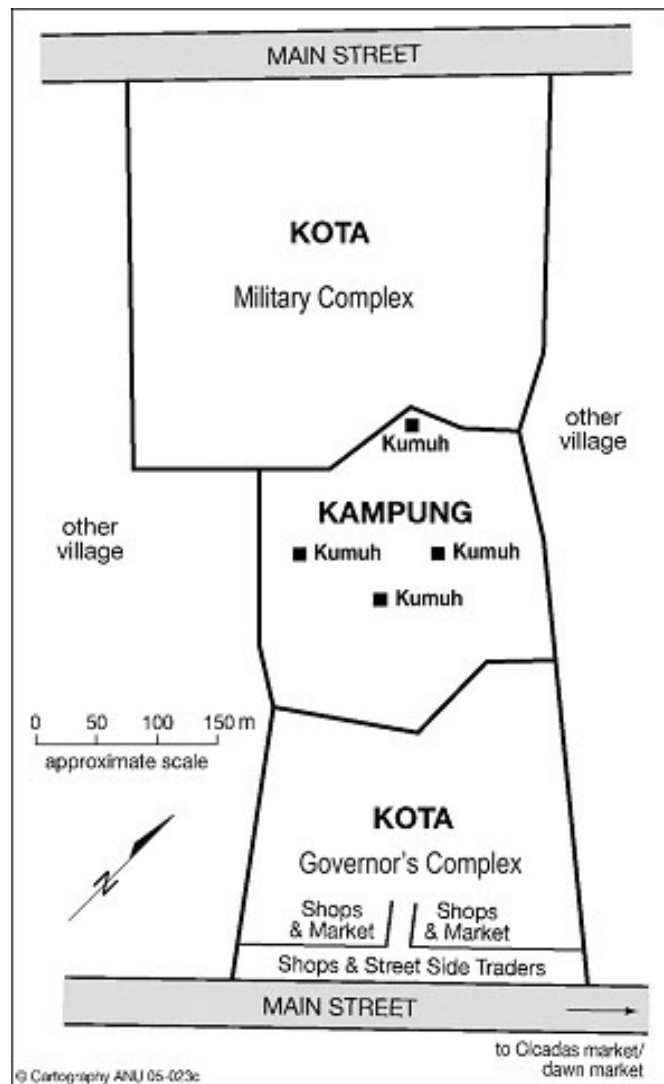 MAIN STREET
KOTA
Military Complex
other
village
Kumuh
KAMPUNG
other
village
Kumuh
Kumuh
Kumuh
0 50 100 150 m
approximate scale
N
KOTA
Governor's Complex
Shops
& Market
Shops
& Market
Shops & Street Side Traders
MAIN STREET
to Cicadas market/
dawn market
© Cartography ANU 05-023c